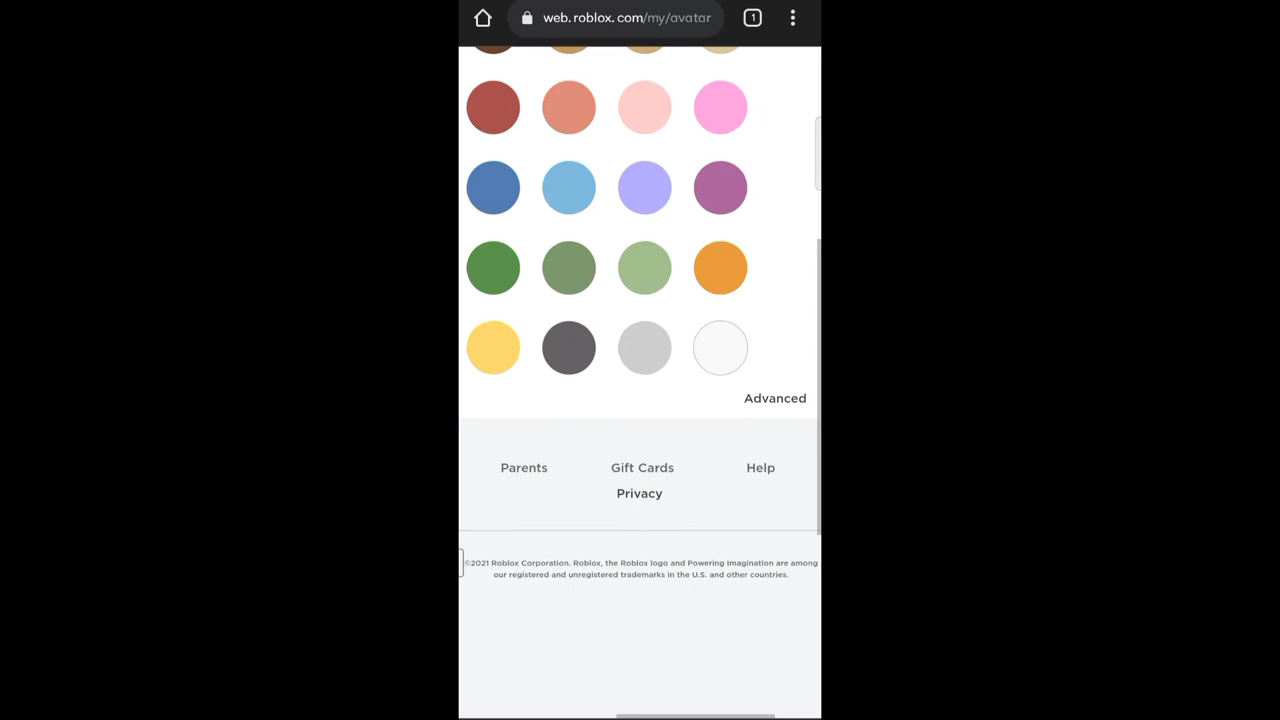 web.roblox.com/my/avatar
1
Advanced
Parents Gift Cards Help
Privacy
©2021 Roblox Corporation. Roblox, the Roblox logo and Powering Imagination are among
our registered and unregistered trademarks in the U.S. and other countries.